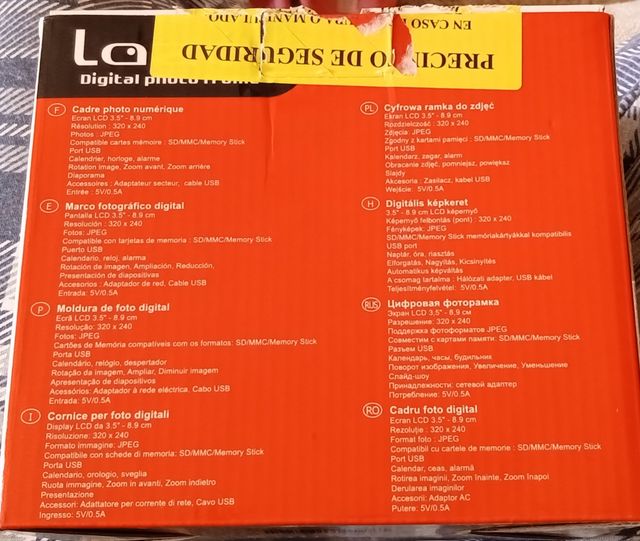 EN CASO
RA O MANIPULADO.
PRECINTO DE SEGURIDAD
La
Digital photo frame
F Cadre photo numérique
Ecran LCD 3.5" - 8.9 cm
Résolution : 320 x 240
Photos : JPEG
Compatible cartes mémoire : SD/MMC/Memory Stick
Port USB
Calendrier, horloge, alarme
Rotation image, Zoom avant, Zoom arrière
Diaporama
Accessoires : Adaptateur secteur, cable USB
Entrée : 5V/0.5A
E Marco fotográfico digital
Pantalla LCD 3.5" - 8.9 cm
Resolución : 320 x 240
Fotos: JPEG
Compatible con tarjetas de memoria : SD/MMC/Memory Stick
Puerto USB
Calendario, reloj, alarma
Rotación de imagen, Ampliación, Reducción,
Presentación de diapositivas
Accesorios : Adaptador de red, Cable USB
Entrada: 5V/0.5A
P Moldura de foto digital
Ecrã LCD 3,5" - 8.9 cm
Resolução: 320 x 240
Fotos: JPEG
Cartões de Memória compatíveis com os formatos: SD/MMC/Memory Stick
Porta USB
Calendário, relógio, despertador
Rotação da imagem, Ampliar, Diminuir imagem
Apresentação de diapositivos
Acessórios: Adaptador à rede eléctrica, Cabo USB
Entrada: 5V/0.5A
I Cornice per foto digitali
Display LCD da 3.5" - 8.9 cm
Risoluzione: 320 x 240
Formato immagine: JPEG
Compatibile con schede di memoria: SD/MMC/Memory Stick
Porta USB
Calendario, orologio, sveglia
Ruota immagine, Zoom in avanti, Zoom indietro
Presentazione
Accessori: Adattatore per corrente di rete, Cavo USB
Ingresso: 5V/0.5A
PL Cyfrowa ramka do zdjęć
Ekran LCD 3.5" - 8.9 cm
Rozdzielczość : 320 x 240
Zdjęcia: JPEG
Zgodny z kartami pamięci : SD/MMC/Memory Stick
Port USB
Kalendarz, zagar, alarm
Obracanie zdjęć, pomniejsz, powiększ
Slajdy
Akcesoria : Zasilacz, kabel USB
Wejście : 5V/0.5A
H Digitális képkeret
3.5" - 8.9 cm LCD képernyő
Képernyő felbontás (pont) : 320 x 240
Fényképek: JPEG
SD/MMC/Memory Stick memóriakártyákkal kompatibilis
USB port
Naptár, óra, riasztás
Elforgatás, Nagyítás, Kicsinyítés
Automatikus képváltás
A csomag tartalma : Hálózati adapter, USB kábel
Teljesítményfelvétel: 5V/0.5A
RUS Цифровая фоторамка
Экран LCD 3,5" - 8,9 см
Разрешение: 320 x 240
Поддержка фотоформатов JPEG
Совместим с картами памяти: SD/MMC/Memory Stick
Разъем USB
Календарь, часы, будильник
Поворот изображения, Увеличение, Уменьшение
Слайд-шоу
Принадлежности: сетевой адаптер
Потребление: 5V/0.5A
RO Cadru foto digital
Ecran LCD 3.5" - 8.9 cm
Rezoluție : 320 x 240
Format foto : JPEG
Compatibil cu cartele de memorie : SD/MMC/Memory Stick
Port USB
Calendar, ceas, alarmă
Rotirea imaginii, Zoom Inainte, Zoom Inapoi
Derularea imaginilor
Accesorii: Adaptor AC
Putere: 5V/0.5A